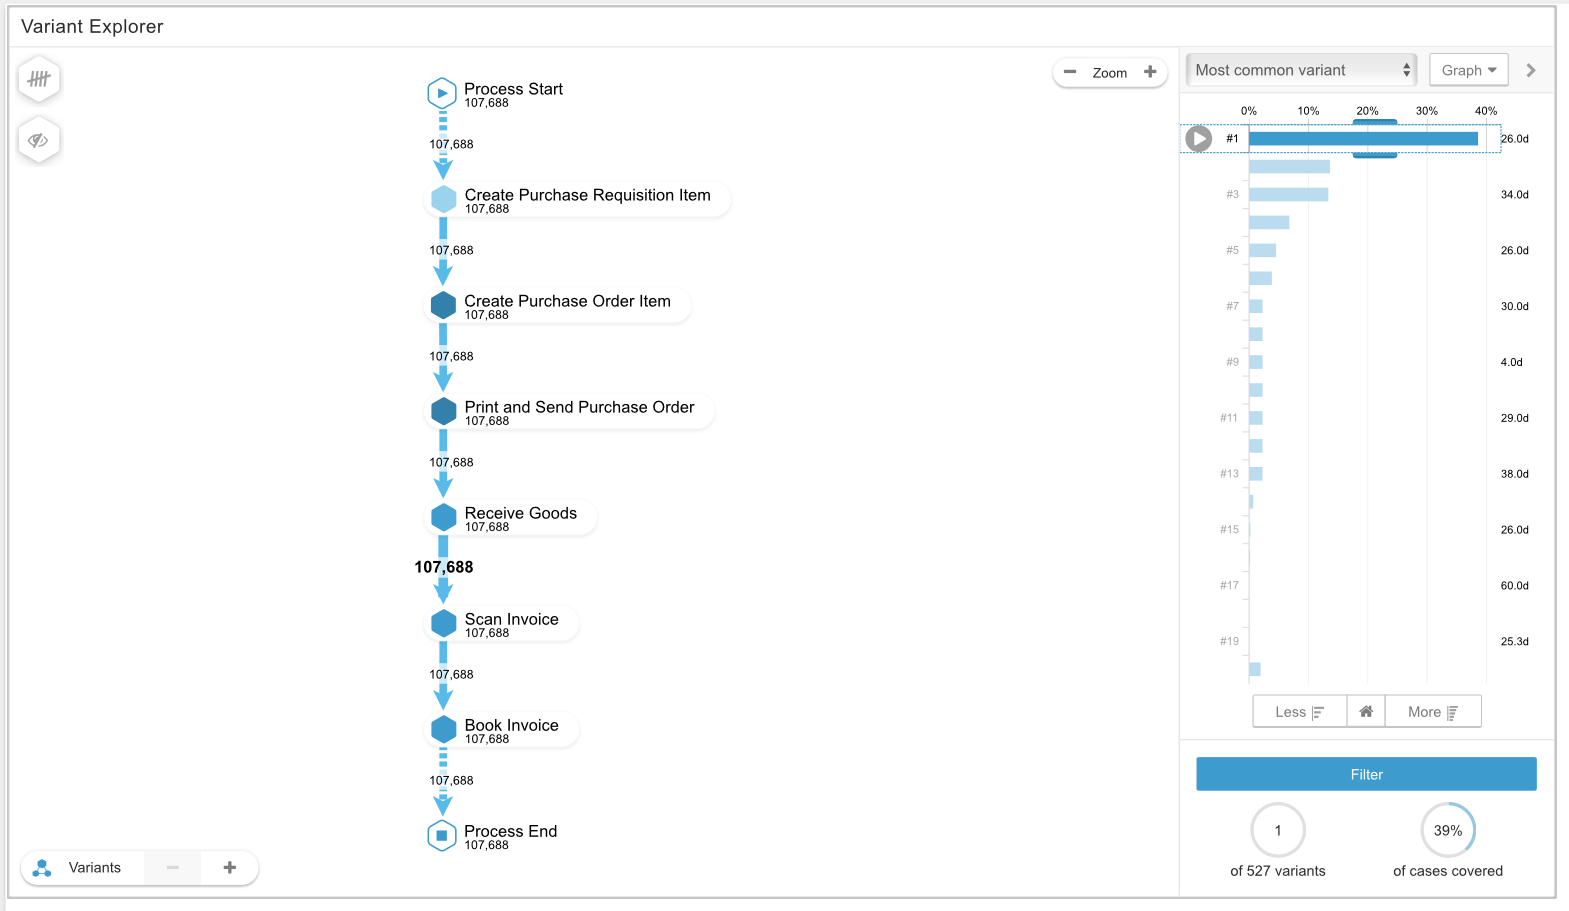 Variant Explorer
Process Start
107,688
107,688
Create Purchase Requisition Item
107,688
107,688
Create Purchase Order Item
107,688
107,688
Print and Send Purchase Order
107,688
107,688
Receive Goods
107,688
107,688
Scan Invoice
107,688
107,688
Book Invoice
107,688
107,688
Process End
107,688
Variants
Zoom
Most common variant
Graph
0% 10% 20% 30% 40%
#1 26.0d
#3 34.0d
#5 26.0d
#7 30.0d
#9 4.0d
#11 29.0d
#13 38.0d
#15 26.0d
#17 60.0d
#19 25.3d
Less More
Filter
1 39%
of 527 variants of cases covered